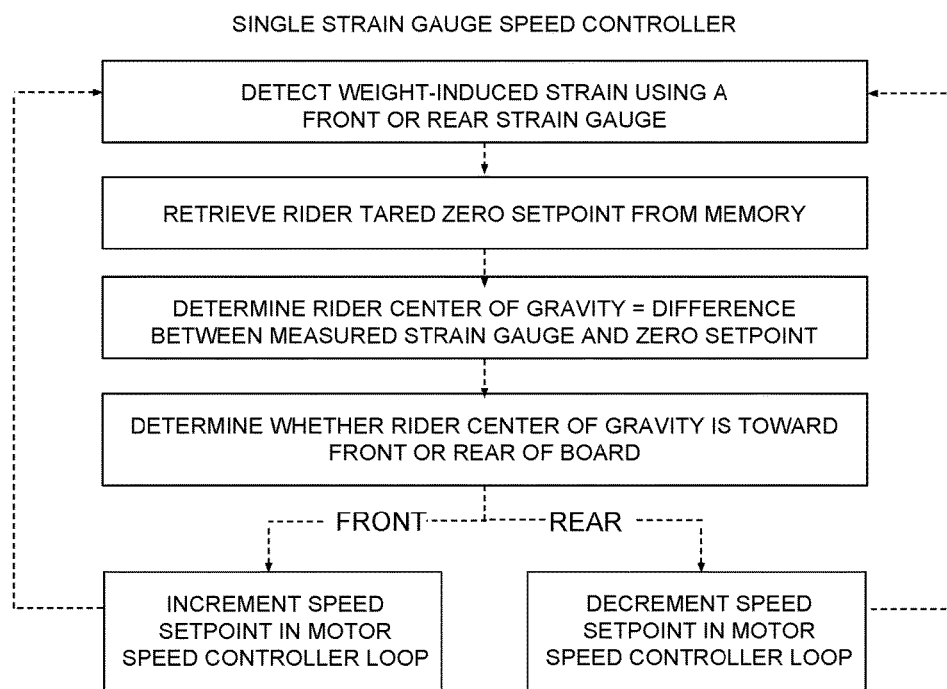 SINGLE STRAIN GAUGE SPEED CONTROLLER
DETECT WEIGHT-INDUCED STRAIN USING A
FRONT OR REAR STRAIN GAUGE
RETRIEVE RIDER TARED ZERO SETPOINT FROM MEMORY
DETERMINE RIDER CENTER OF GRAVITY = DIFFERENCE
BETWEEN MEASURED STRAIN GAUGE AND ZERO SETPOINT
DETERMINE WHETHER RIDER CENTER OF GRAVITY IS TOWARD
FRONT OR REAR OF BOARD
FRONT
REAR
INCREMENT SPEED
SETPOINT IN MOTOR
SPEED CONTROLLER LOOP
DECREMENT SPEED
SETPOINT IN MOTOR
SPEED CONTROLLER LOOP